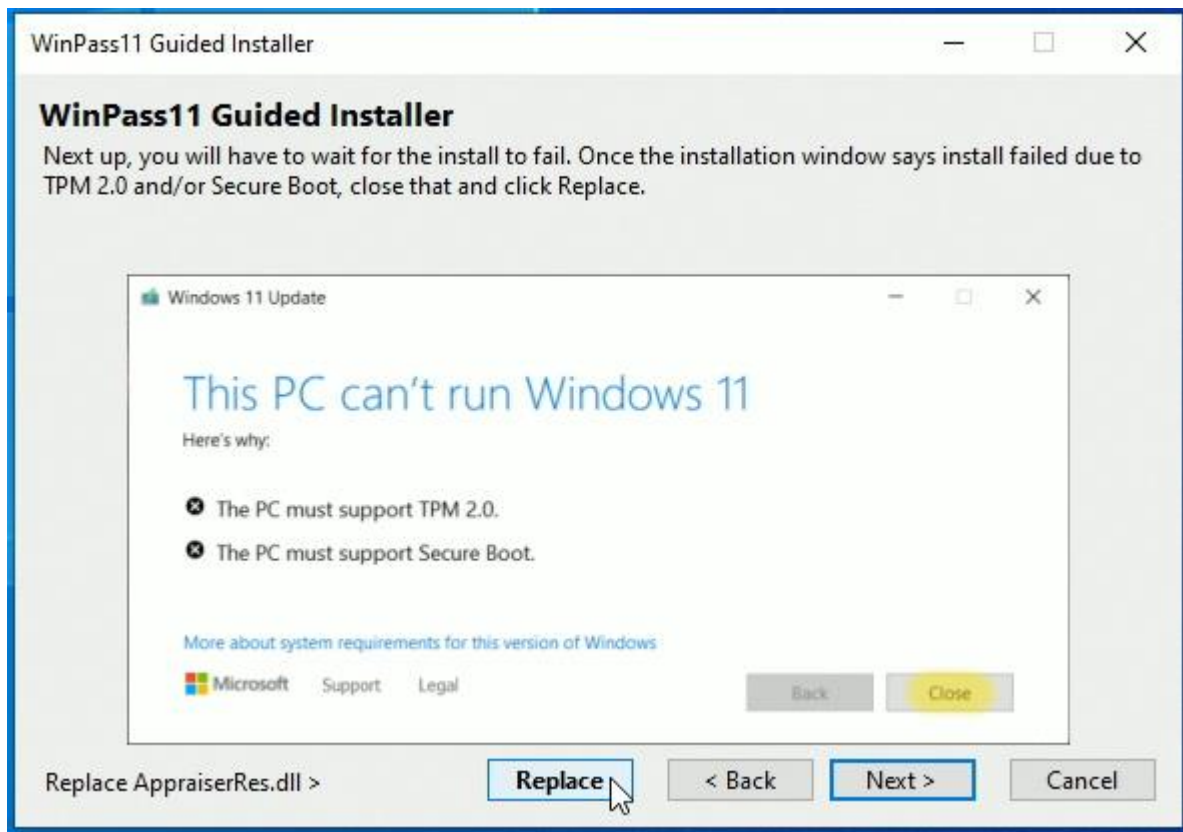 WinPass11 Guided Installer
WinPass11 Guided Installer
Next up, you will have to wait for the install to fail. Once the installation window says install failed due to
TPM 2.0 and/or Secure Boot, close that and click Replace.
Windows 11 Update
This PC can't run Windows 11
Here's why:
The PC must support TPM 2.0.
The PC must support Secure Boot.
More about system requirements for this version of Windows
Microsoft Support Legal Back Close
Replace AppraiserRes.dll > Replace < Back Next > Cancel